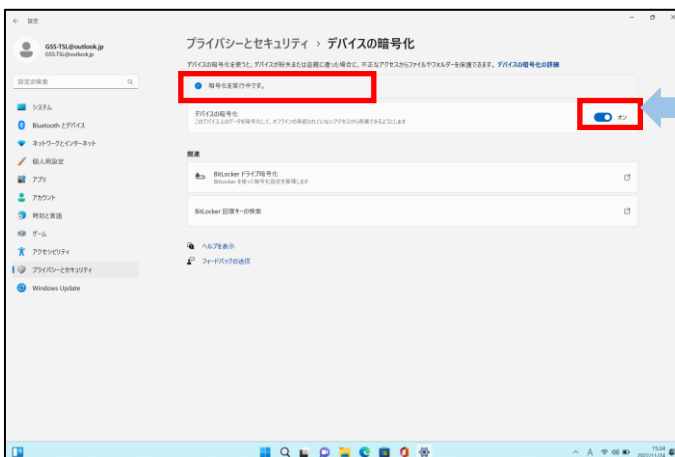 設定
GSS-TSL@outlook.jp
GSS-TSL@outlook.jp
設定の検索
システム
Bluetooth とデバイス
ネットワークとインターネット
個人用設定
アプリ
アカウント
時刻と言語
ゲーム
アクセシビリティ
プライバシーとセキュリティ
Windows Update
プライバシーとセキュリティ › デバイスの暗号化
デバイスの暗号化を使うと、デバイスが紛失または盗難に遭った場合に、不正なアクセスからファイルやフォルダーを保護できます。 デバイスの暗号化の詳細
暗号化を実行中です。
デバイスの暗号化
このデバイス上のデータを暗号化して、オフラインの承認されていないアクセスから保護できるようにします
オン
関連
BitLocker ドライブ暗号化
BitLocker を使って暗号化設定を管理します
BitLocker 回復キーの検索
ヘルプを表示
フィードバックの送信
A
15:24
2022/11/24